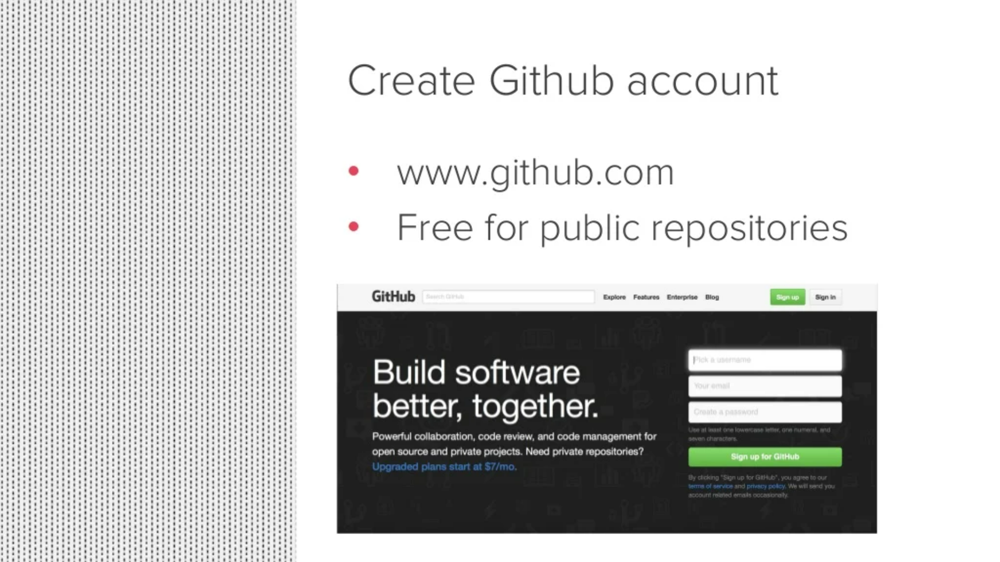 Create Github account
• www.github.com
• Free for public repositories
GitHub Search GitHub Explore Features Enterprise Blog Sign up Sign in
Build software
better, together.
Powerful collaboration, code review, and code management for
open source and private projects. Need private repositories?
Upgraded plans start at $7/mo.
Pick a username
Your email
Create a password
Use at least one lowercase letter, one numeral, and
seven characters.
Sign up for GitHub
By clicking "Sign up for GitHub", you agree to our
terms of service and privacy policy. We will send you
account related emails occasionally.